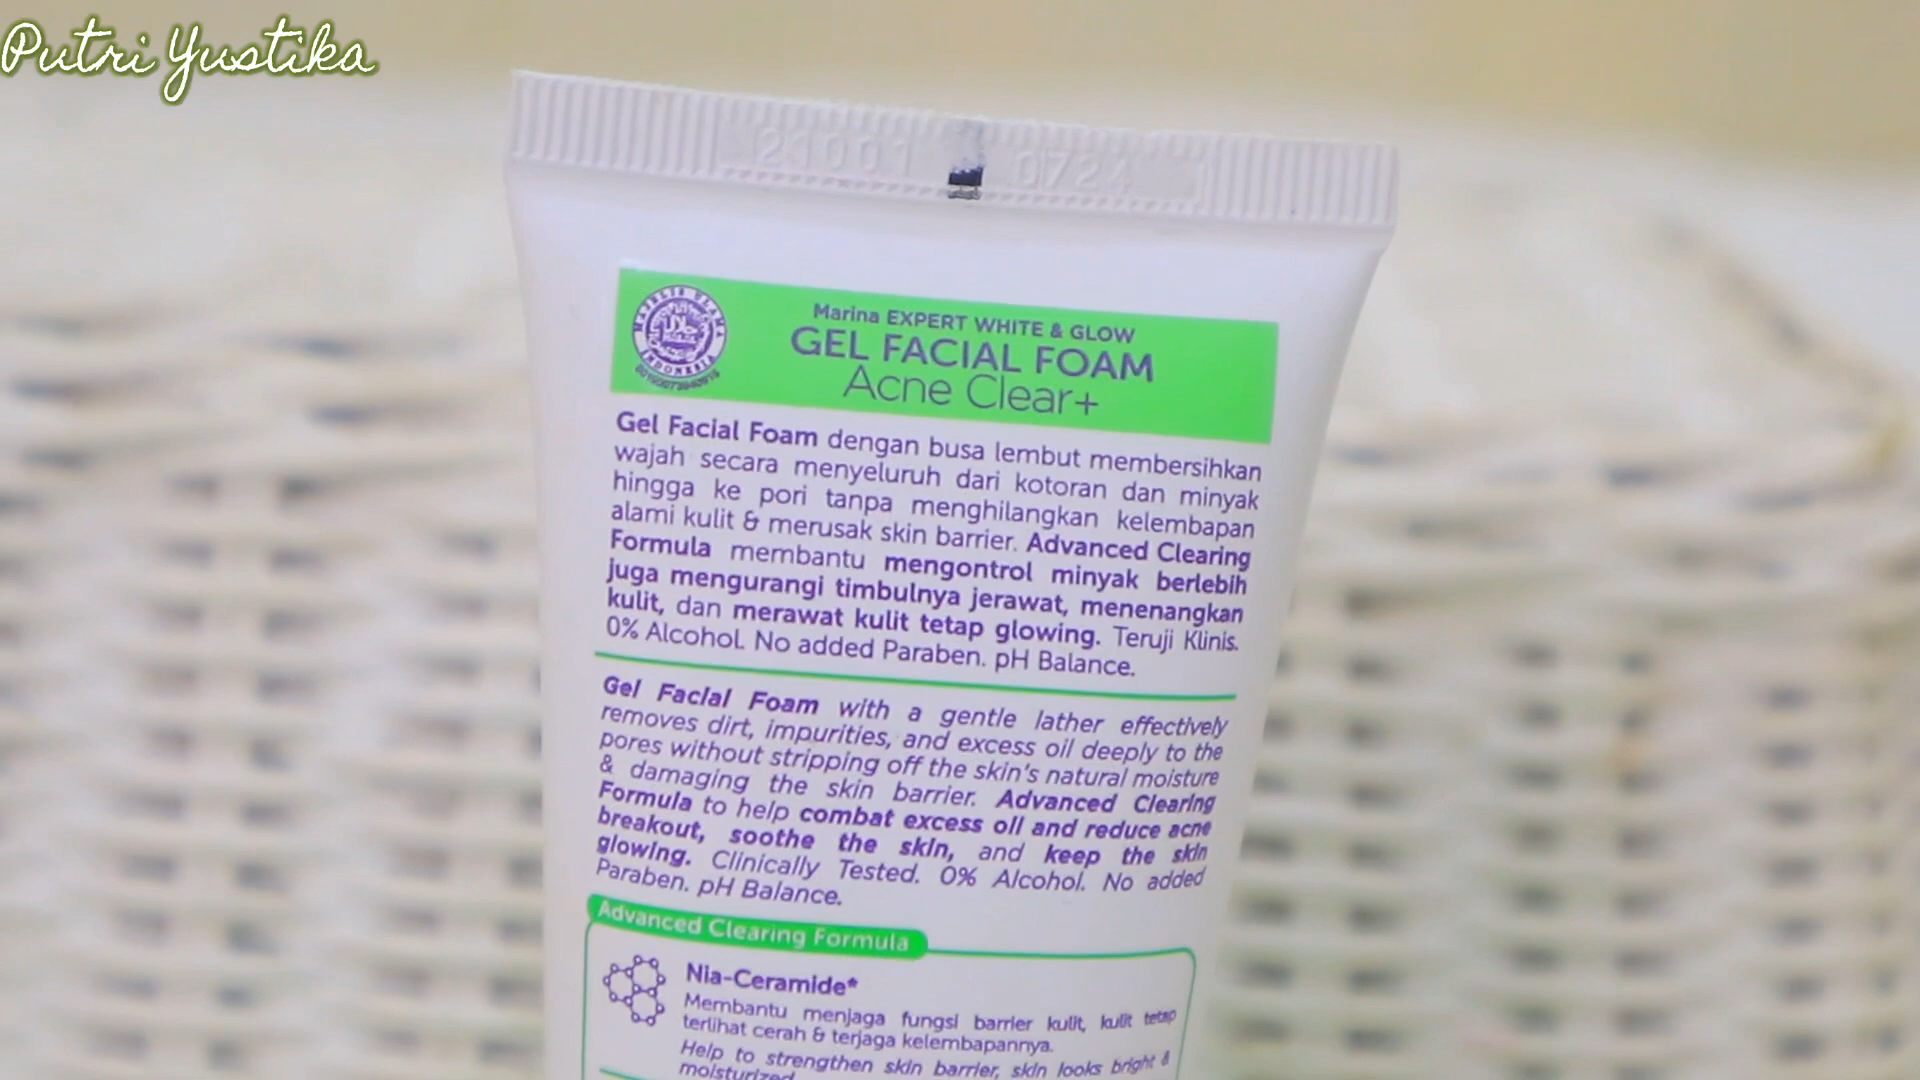 Putri Yustika
21001 0724
MAJELIS ULAMA
INDONESIA
Marina EXPERT WHITE & GLOW
GEL FACIAL FOAM
Acne Clear+
Gel Facial Foam dengan busa lembut membersihkan
wajah secara menyeluruh dari kotoran dan minyak
hingga ke pori tanpa menghilangkan kelembapan
alami kulit & merusak skin barrier. Advanced Clearing
Formula membantu mengontrol minyak berlebih
juga mengurangi timbulnya jerawat, menenangkan
kulit, dan merawat kulit tetap glowing. Teruji Klinis.
0% Alcohol. No added Paraben. pH Balance.
Gel Facial Foam with a gentle lather effectively
removes dirt, impurities, and excess oil deeply to the
pores without stripping off the skin's natural moisture
& damaging the skin barrier. Advanced Clearing
Formula to help combat excess oil and reduce acne
breakout, soothe the skin, and keep the skin
glowing. Clinically Tested. 0% Alcohol. No added
Paraben. pH Balance.
Advanced Clearing Formula
Nia-Ceramide*
Membantu menjaga fungsi barrier kulit, kulit tetap
terlihat cerah & terjaga kelembapannya.
Help to strengthen skin barrier, skin looks bright &
moisturized